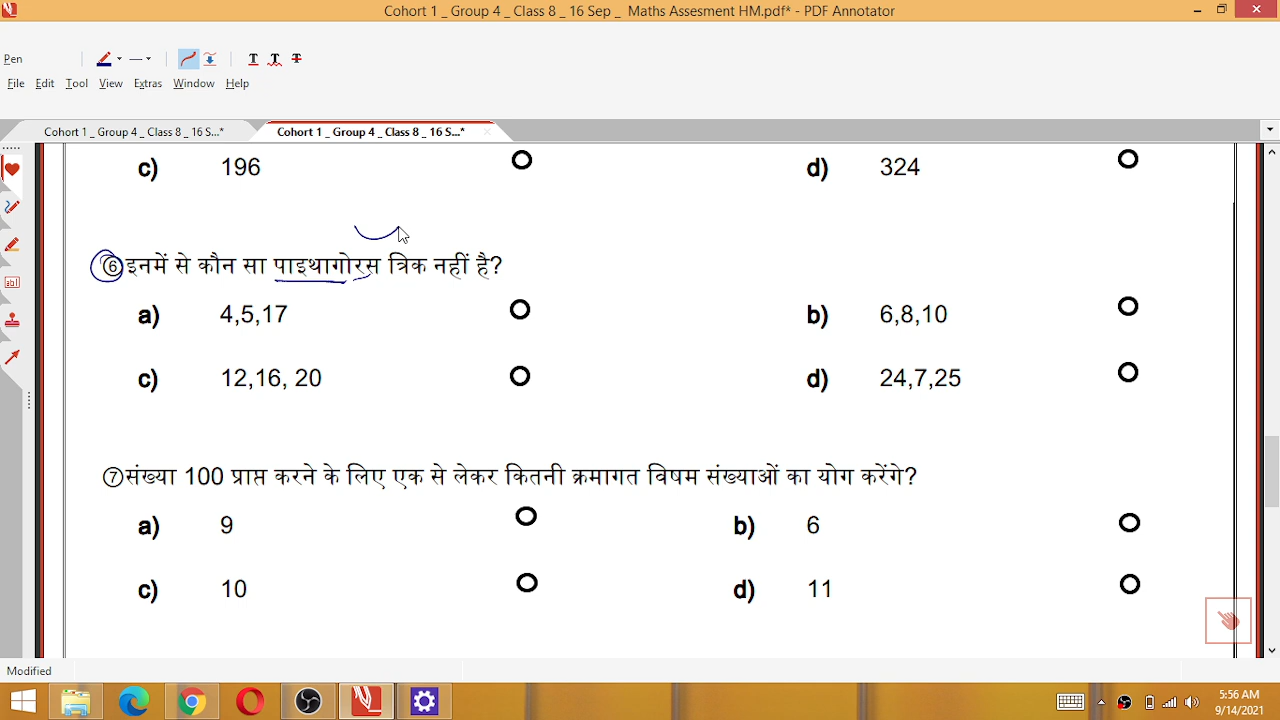 Cohort 1 _ Group 4 _ Class 8 _ 16 Sep _ Maths Assesment HM.pdf* - PDF Annotator
Pen
T T T
File Edit Tool View Extras Window Help
Cohort 1 _ Group 4 _ Class 8 _ 16 S...* Cohort 1 _ Group 4 _ Class 8 _ 16 S...*
c) 196 d) 324
⑥इनमें से कौन सा पाइथागोरस त्रिक नहीं है?
a) 4,5,17 b) 6,8,10
c) 12,16, 20 d) 24,7,25
⑦संख्या 100 प्राप्त करने के लिए एक से लेकर कितनी क्रमागत विषम संख्याओं का योग करेंगे?
a) 9 b) 6
c) 10 d) 11
Modified
5:56 AM
9/14/2021